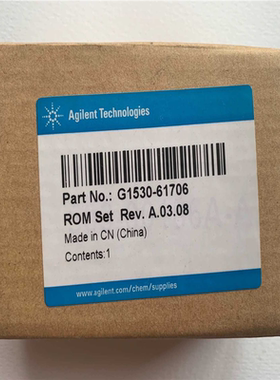 Agilent Technologies
Part No.: G1530-61706
ROM Set Rev. A.03.08
Made in CN (China)
Contents:1
www.agilent.com/chem/supplies